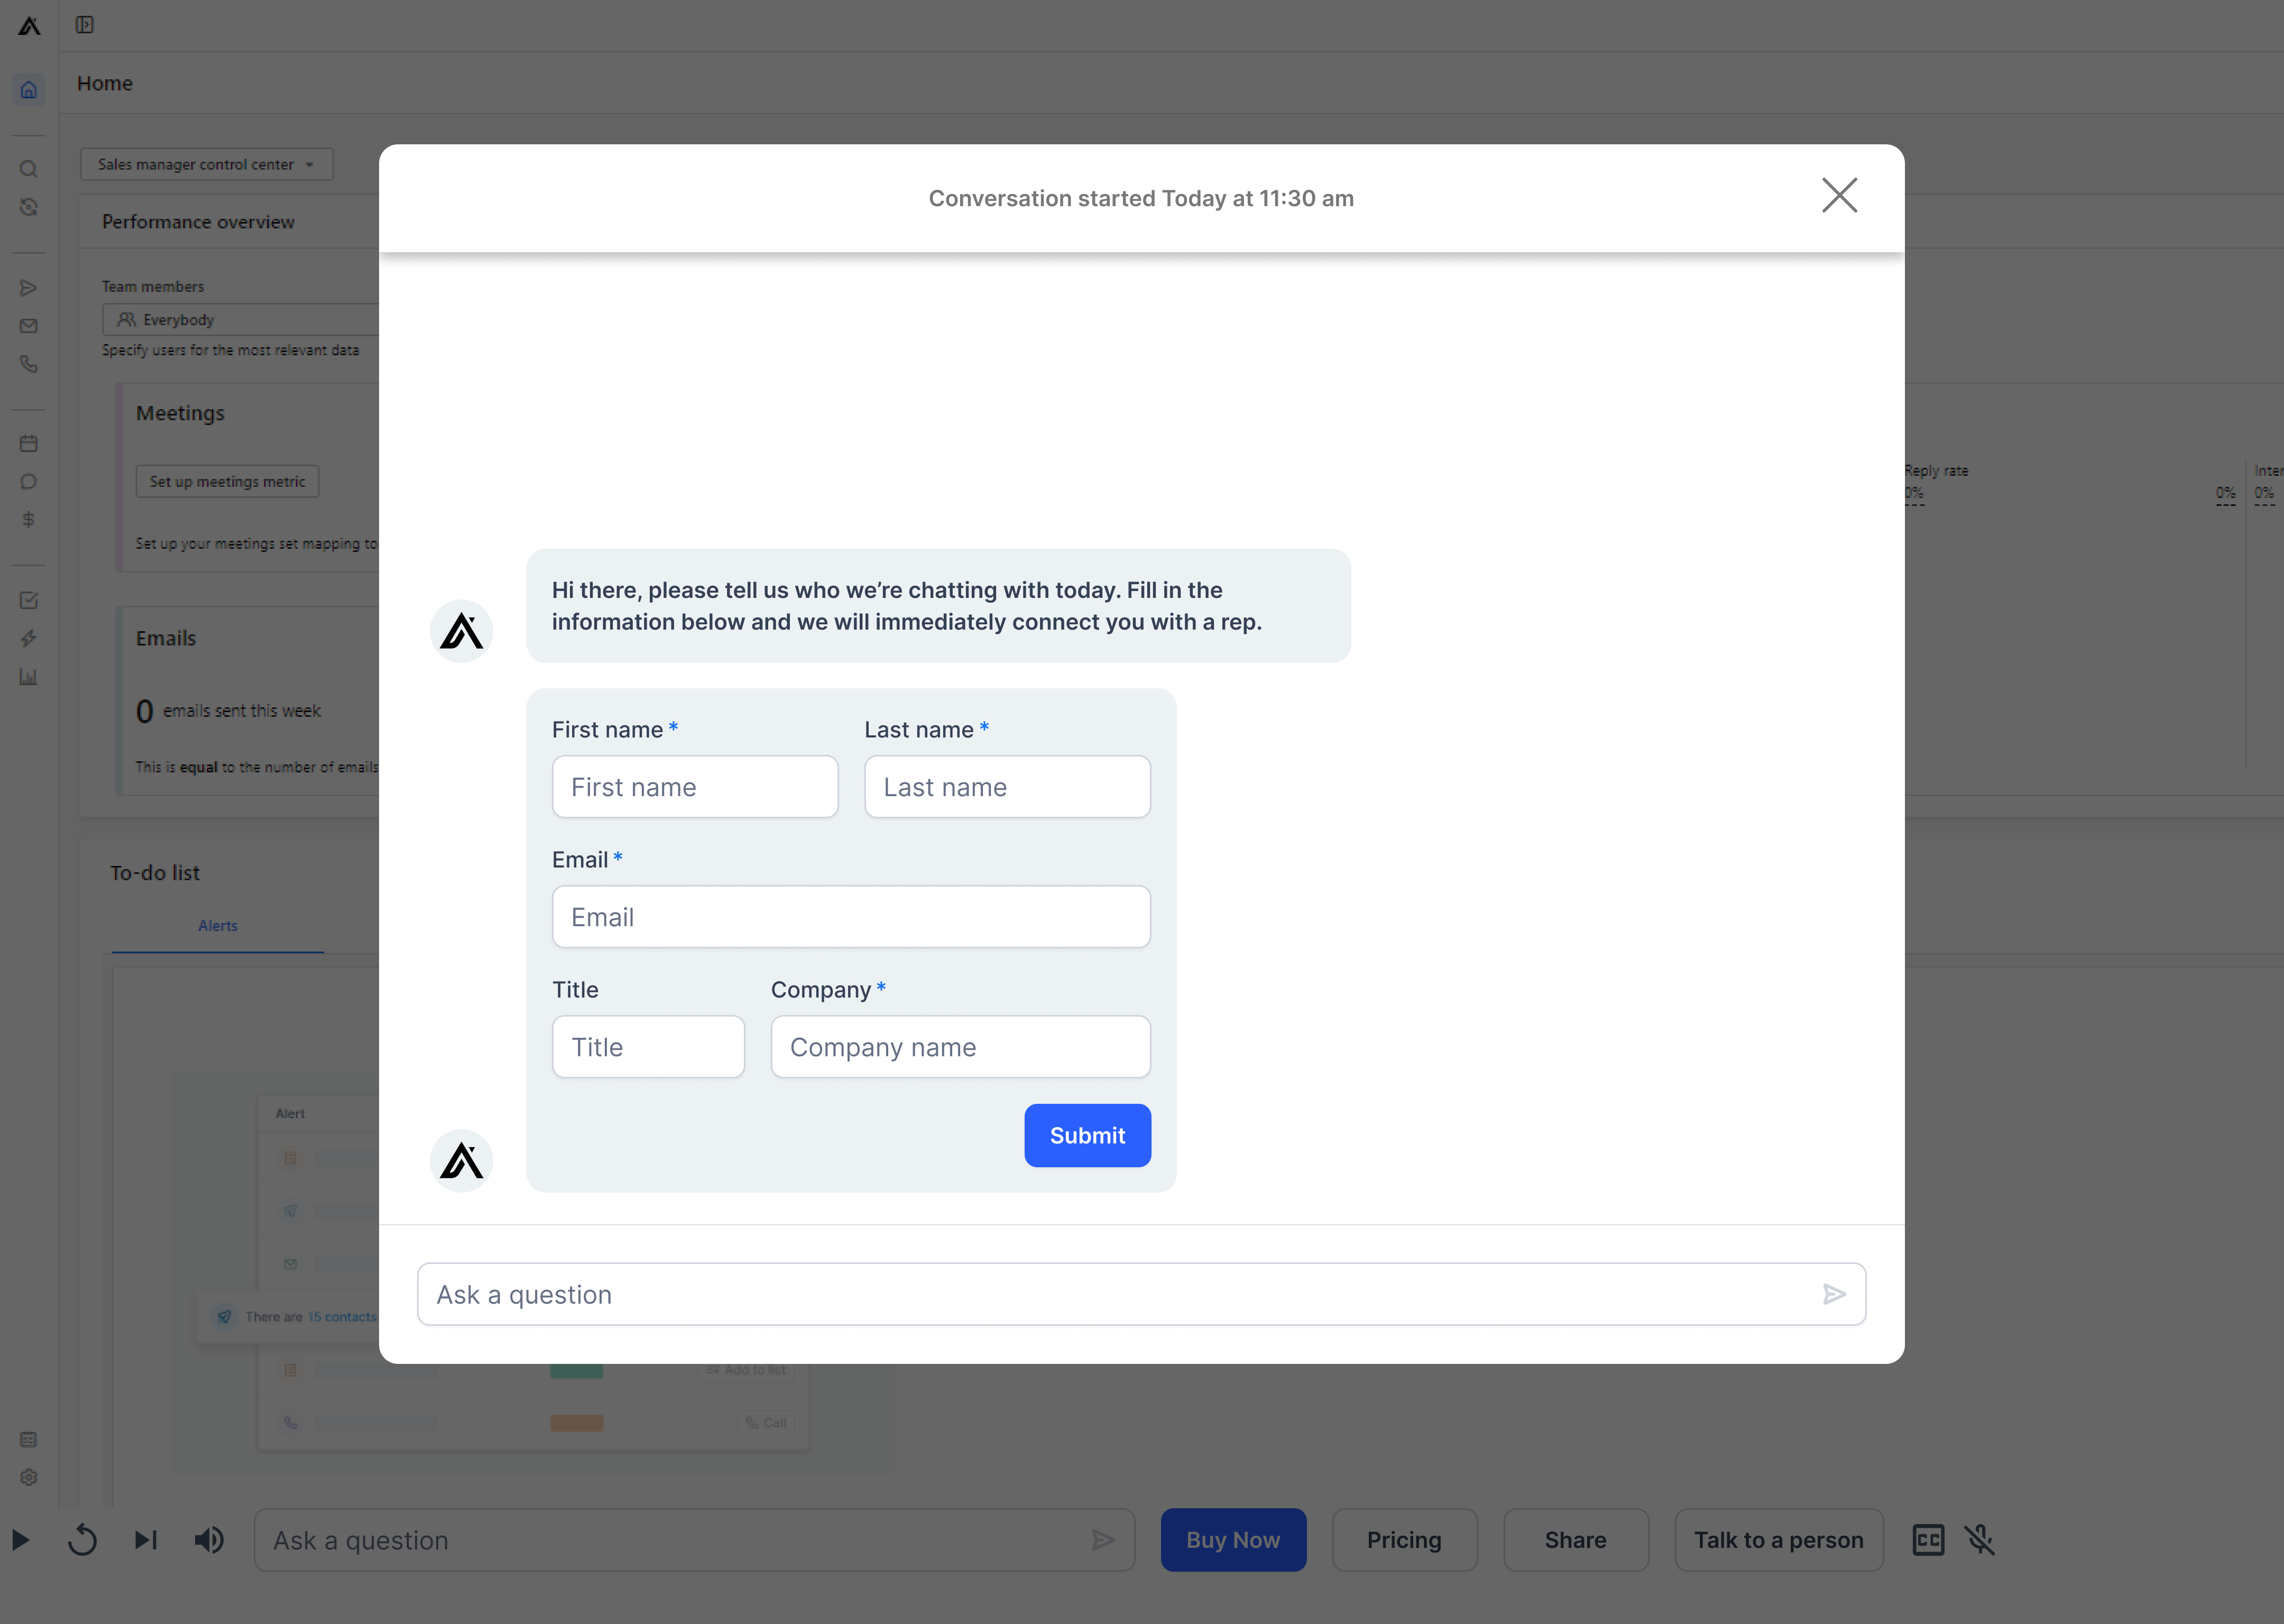 Home
Sales manager control center
Performance overview
Team members
Everybody
Specify users for the most relevant data
Meetings
Set up meetings metric
Set up your meetings set mapping to
Emails
0 emails sent this week
This is equal to the number of emails
Reply rate
0%
0%
0%
To-do list
Alerts
Alert
There are 15 contacts
Add to list
Call
Conversation started Today at 11:30 am
Hi there, please tell us who we’re chatting with today. Fill in the
information below and we will immediately connect you with a rep.
First name * Last name *
First name Last name
Email *
Email
Title Company *
Title Company name
Submit
Ask a question
Ask a question Buy Now Pricing Share Talk to a person CC